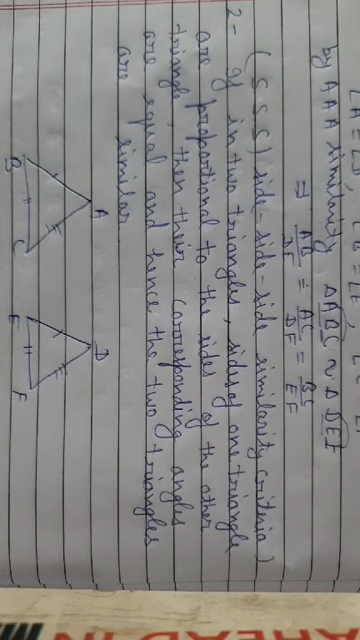 ∠A = ∠D, ∠B = ∠E, ∠
by AAA similarity △ABC ~ △DEF
⇒ AB/DE = AC/DF = BC/EF
(SSS) side-side-side similarity criteria)
2- If in two triangles, sides of one triangle
are proportional to the sides of the other
triangle, then their corresponding angles
are equal and hence the two triangles
are similar
A
B
C
D
E
F
AHEAD IN